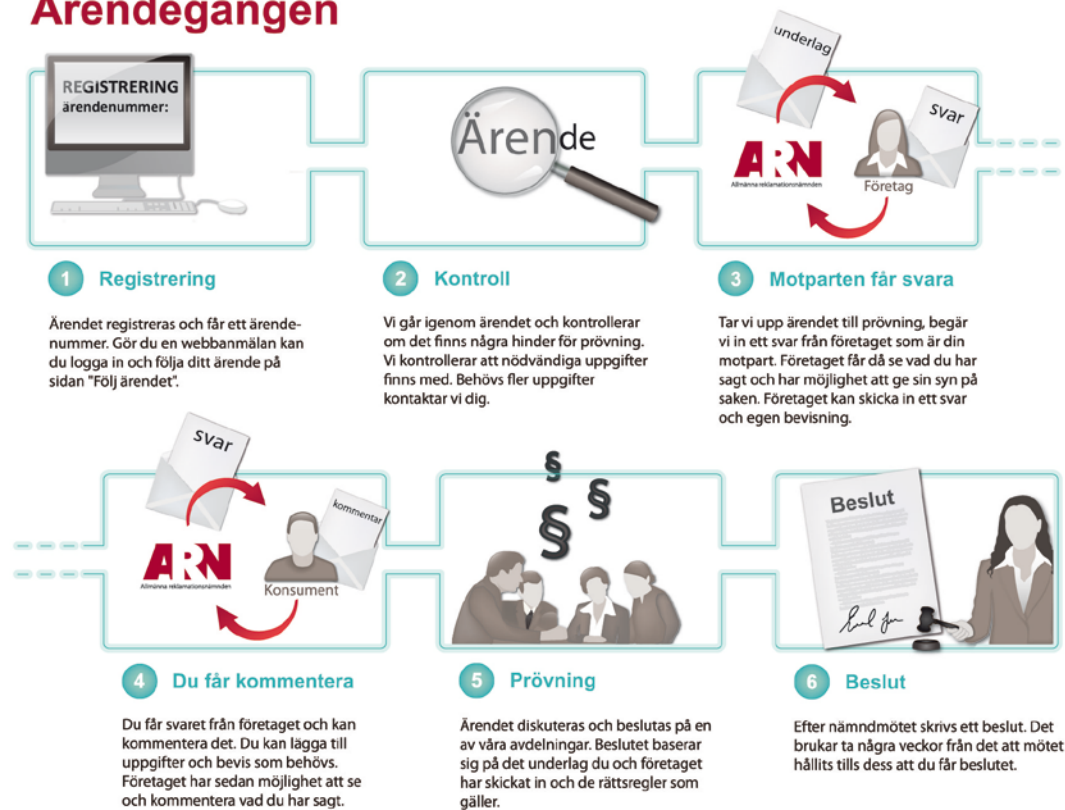 Ärendegången
REGISTRERING
ärendenummer:
Ärende
underlag
svar
ARN
Allmänna reklamationsnämnden
Företag
1 Registrering
Ärendet registreras och får ett ärende-
nummer. Gör du en webbanmälan kan
du logga in och följa ditt ärende på
sidan "Följ ärendet".
2 Kontroll
Vi går igenom ärendet och kontrollerar
om det finns några hinder för prövning.
Vi kontrollerar att nödvändiga uppgifter
finns med. Behövs fler uppgifter
kontaktar vi dig.
3 Motparten får svara
Tar vi upp ärendet till prövning, begär
vi in ett svar från företaget som är din
motpart. Företaget får då se vad du har
sagt och har möjlighet att ge sin syn på
saken. Företaget kan skicka in ett svar
och egen bevisning.
svar
kommentar
ARN
Allmänna reklamationsnämnden
Konsument
§
§
§
Beslut
4 Du får kommentera
Du får svaret från företaget och kan
kommentera det. Du kan lägga till
uppgifter och bevis som behövs.
Företaget har sedan möjlighet att se
och kommentera vad du har sagt.
5 Prövning
Ärendet diskuteras och beslutas på en
av våra avdelningar. Beslutet baserar
sig på det underlag du och företaget
har skickat in och de rättsregler som
gäller.
6 Beslut
Efter nämndmötet skrivs ett beslut. Det
brukar ta några veckor från det att mötet
hållits tills dess att du får beslutet.